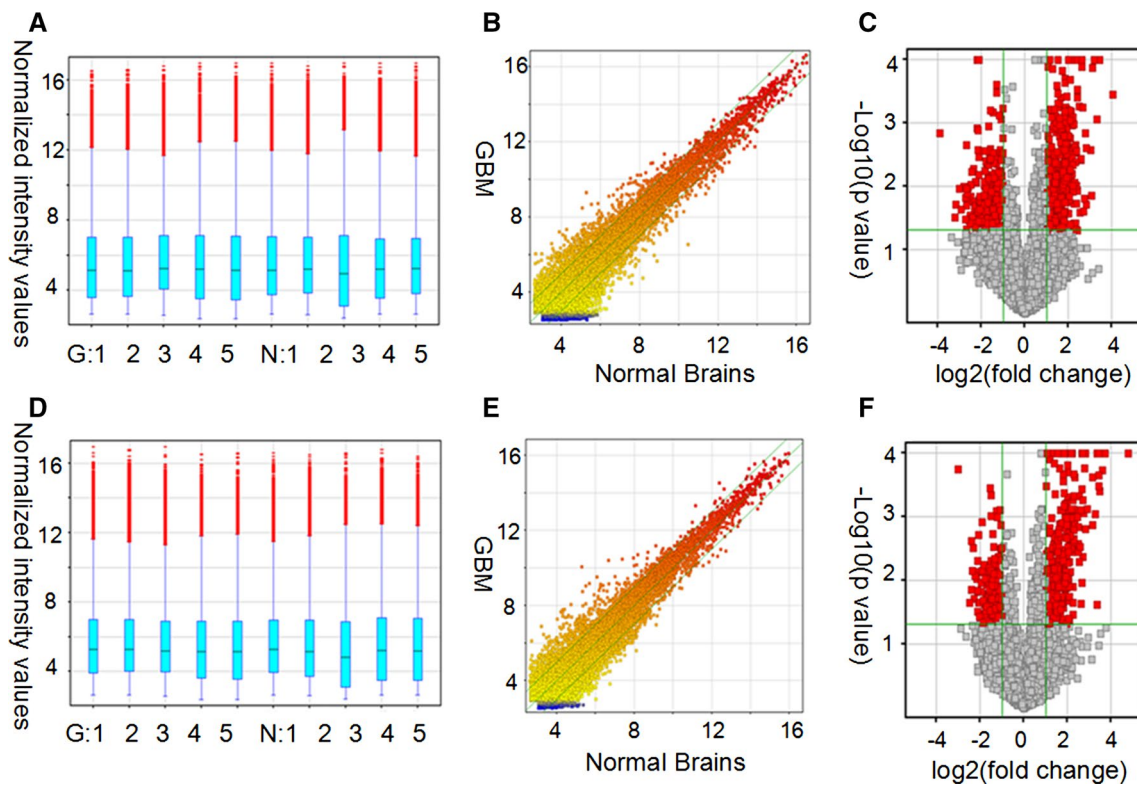 A
Normalized intensity values
16
12
8
4
G:1 2 3 4 5 N:1 2 3 4 5
B
GBM
16
12
8
4
4 8 12 16
Normal Brains
C
-Log10(p value)
4
3
2
1
-4 -2 0 2 4
log2(fold change)
D
Normalized intensity values
16
12
8
4
G:1 2 3 4 5 N:1 2 3 4 5
E
GBM
16
12
8
4
4 8 12 16
Normal Brains
F
-Log10(p value)
4
3
2
1
-4 -2 0 2 4
log2(fold change)